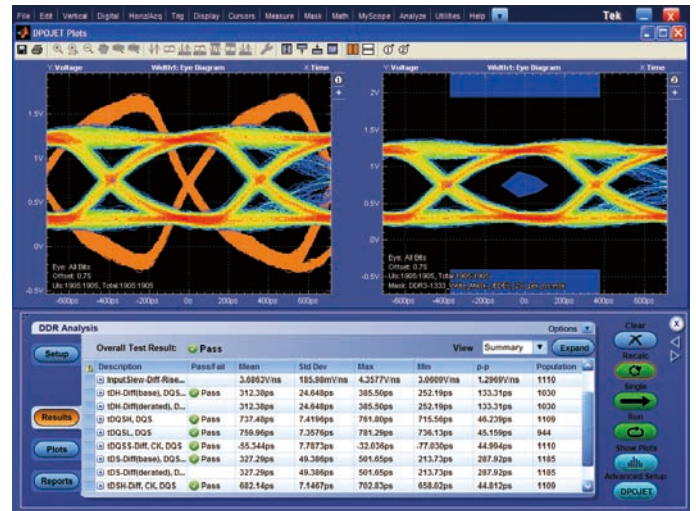 File Edit Vertical Digital Horiz/Acq Trig Display Cursors Measure Mask Math MyScope Analyze Utilities Help Tek
DPOJET Plots
Y:Voltage Width1: Eye Diagram X:Time
Y:Voltage Width1: Eye Diagram X:Time
1.5V
1V
0.5V
0V
-0.5V
Eye: All Bits
Offset: 0.75
UIs:1905:1905, Total:1905:1905
-600ps -400ps -200ps 0s 200ps 400ps 600ps
2V
1.5V
1V
0.5V
0V
-0.5V
Eye: All Bits
Offset: 0.75
UIs:1905:1905, Total:1905:1905
-600ps -400ps -200ps 0s 200ps 400ps 600ps
DDR Analysis Options
Setup
Results
Plots
Reports
Overall Test Result: Pass View Summary Expand
Description Pass/Fail Mean Std Dev Max Min p-p Population
InputSlew-Diff-Rise... 3.6863V/ns 185.98mV/ns 4.3577V/ns 3.0609V/ns 1.2969V/ns 1110
tDH-Diff(base), DQS... Pass 312.38ps 24.648ps 385.50ps 252.19ps 133.31ps 1030
tDH-Diff(derated), D... 312.38ps 24.648ps 385.50ps 252.19ps 133.31ps 1030
tDQSH, DQS Pass 737.48ps 7.4196ps 761.80ps 715.56ps 46.239ps 1109
tDQSL, DQS Pass 759.96ps 7.3576ps 781.29ps 736.13ps 45.159ps 944
tDQSS-Diff, CK, DQS Pass -55.344ps 7.7873ps -32.036ps -77.030ps 44.994ps 1110
tDS-Diff(base), DQS... Pass 327.29ps 49.386ps 501.65ps 213.73ps 287.92ps 1185
tDS-Diff(derated), D... 327.29ps 49.386ps 501.65ps 213.73ps 287.92ps 1185
tDSH-Diff, CK, DQS Pass 682.14ps 7.1467ps 702.83ps 658.02ps 44.812ps 1109
Clear
Recalc
Single
Run
Show Plots
Advanced Setup
DPOJET